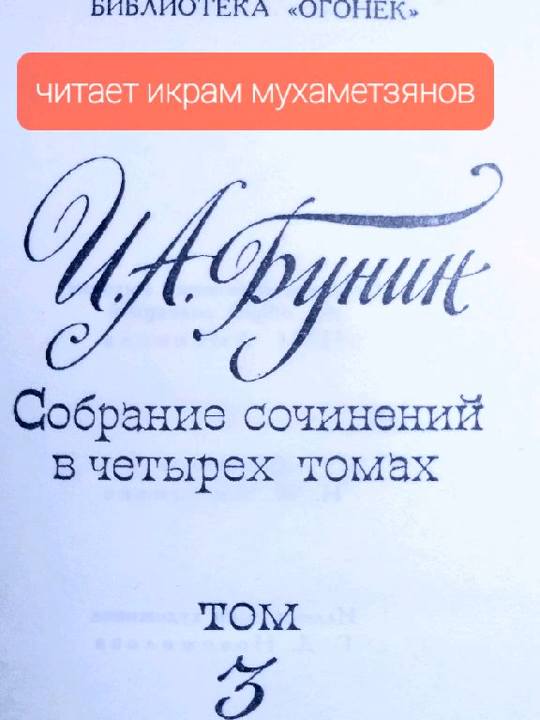 БИБЛИОТЕКА «ОГОНЕК»
читает икрам мухаметзянов
И.А.Бунин
Собрание сочинений
в четырех томах
том
3